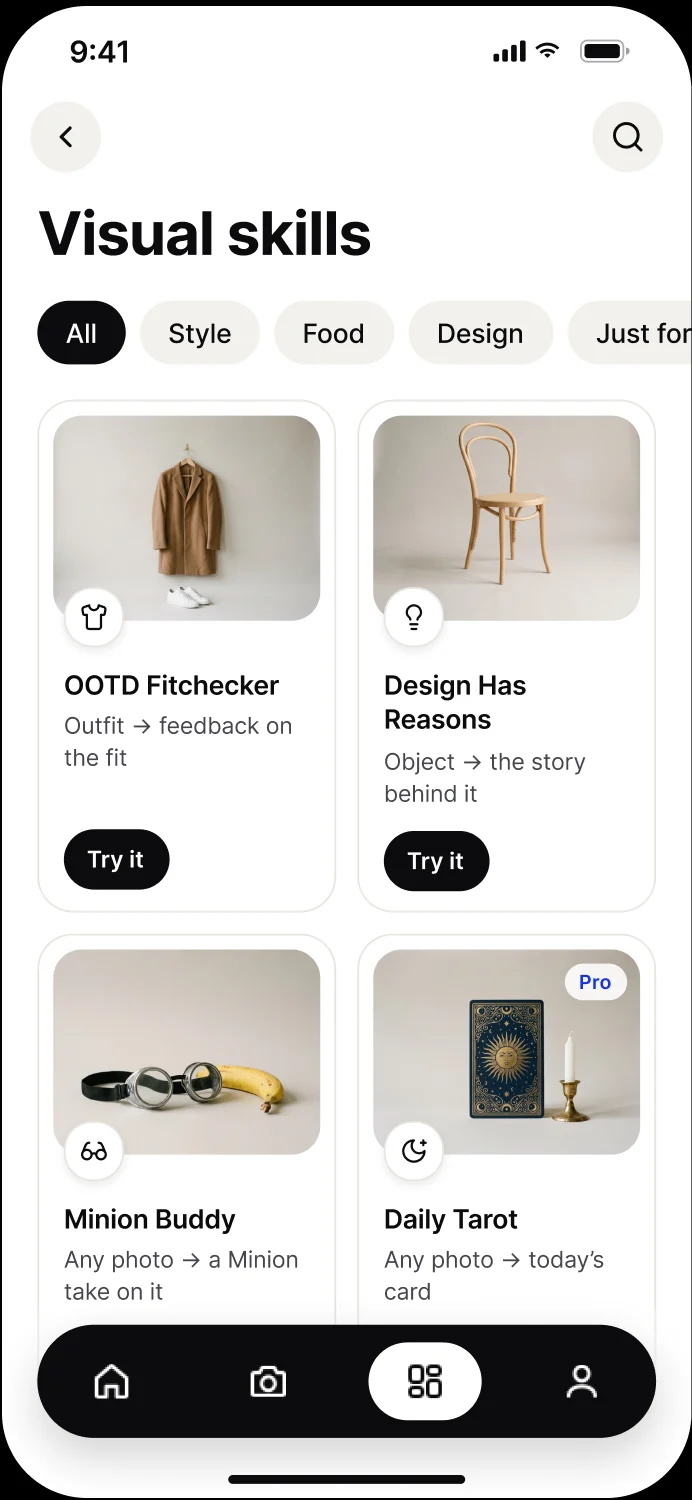 9:41
Visual skills
All
Style
Food
Design
Just for
OOTD Fitchecker
Outfit → feedback on
the fit
Try it
Design Has
Reasons
Object → the story
behind it
Try it
Minion Buddy
Any photo → a Minion
take on it
Pro
Daily Tarot
Any photo → today’s
card